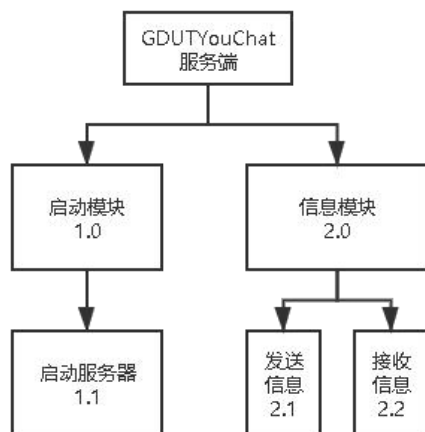 GDUTYouChat
服务端
启动模块
1.0
信息模块
2.0
启动服务器
1.1
发送
信息
2.1
接收
信息
2.2